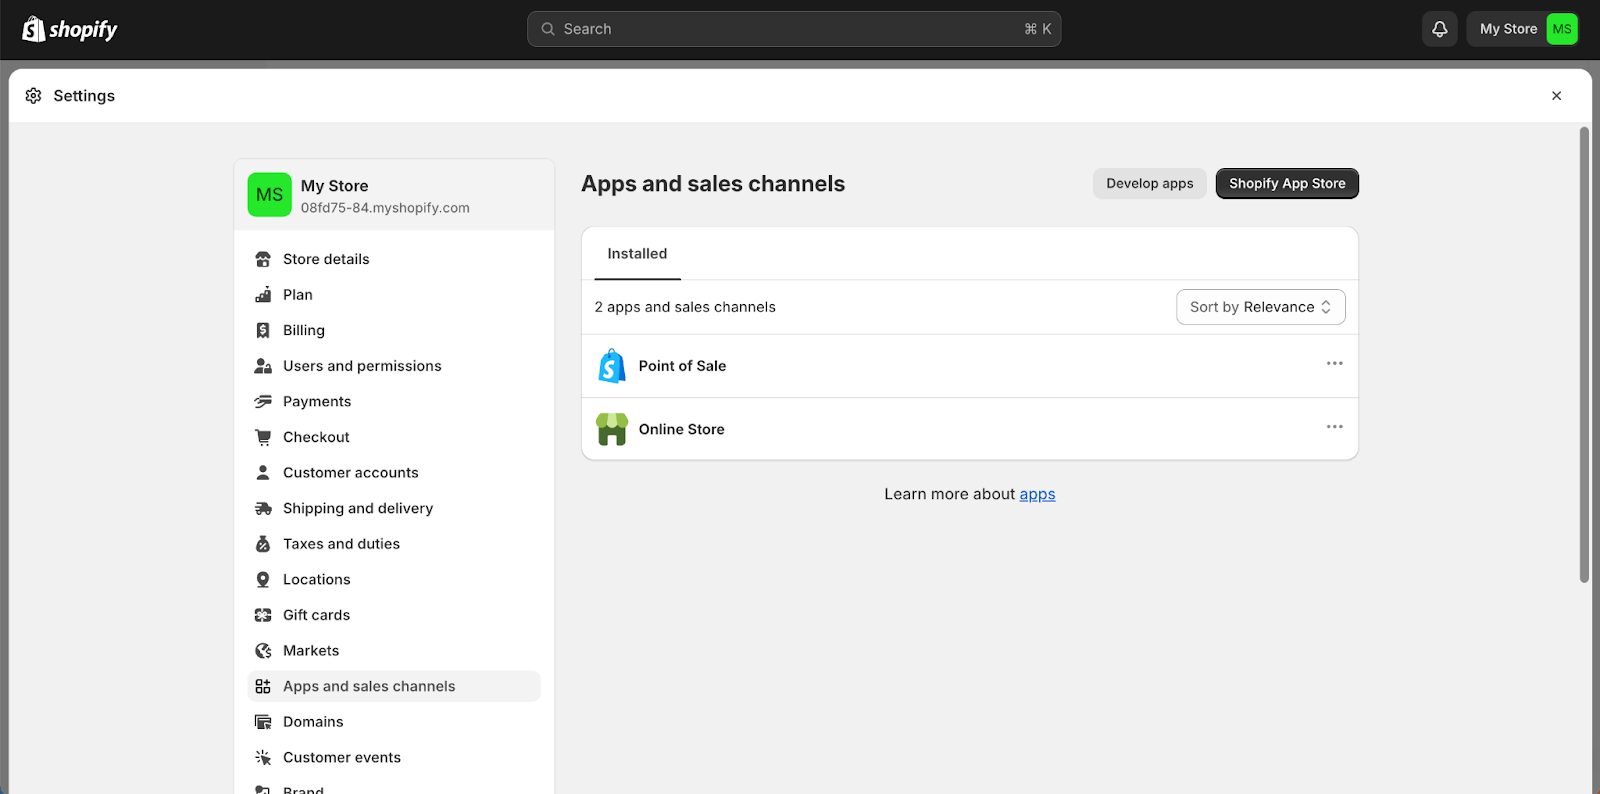 shopify
Search
⌘ K
My Store
MS
Settings
MS
My Store
08fd75-84.myshopify.com
Store details
Plan
Billing
Users and permissions
Payments
Checkout
Customer accounts
Shipping and delivery
Taxes and duties
Locations
Gift cards
Markets
Apps and sales channels
Domains
Customer events
Brand
Apps and sales channels
Develop apps
Shopify App Store
Installed
2 apps and sales channels
Sort by Relevance
Point of Sale
Online Store
Learn more about apps